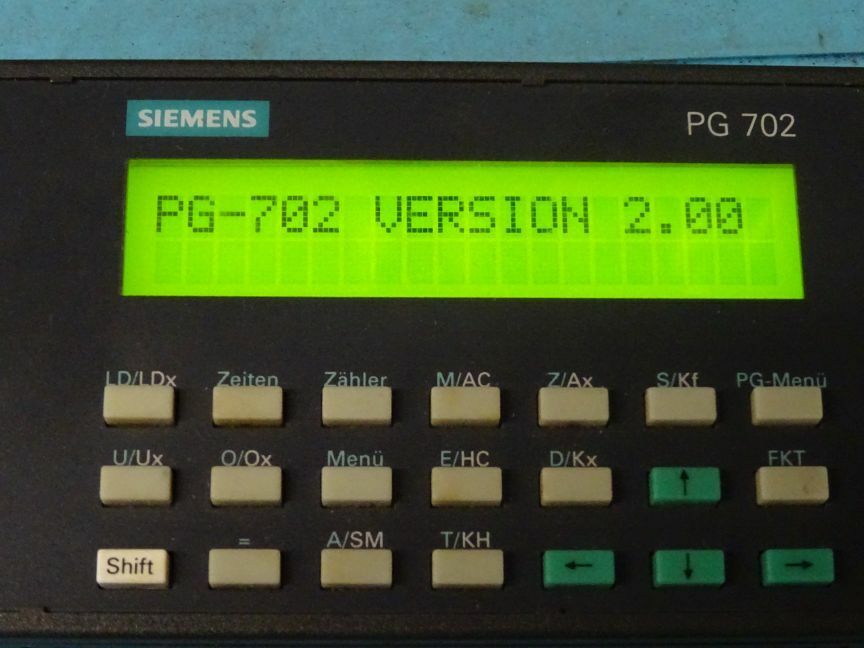 SIEMENS
PG 702
PG-702 VERSION 2.00
LD/LDx Zeiten Zähler M/AC Z/Ax S/Kf PG-Menü
U/Ux O/Ox Menü E/HC D/Kx ↑ FKT
Shift = A/SM T/KH ← ↓ →